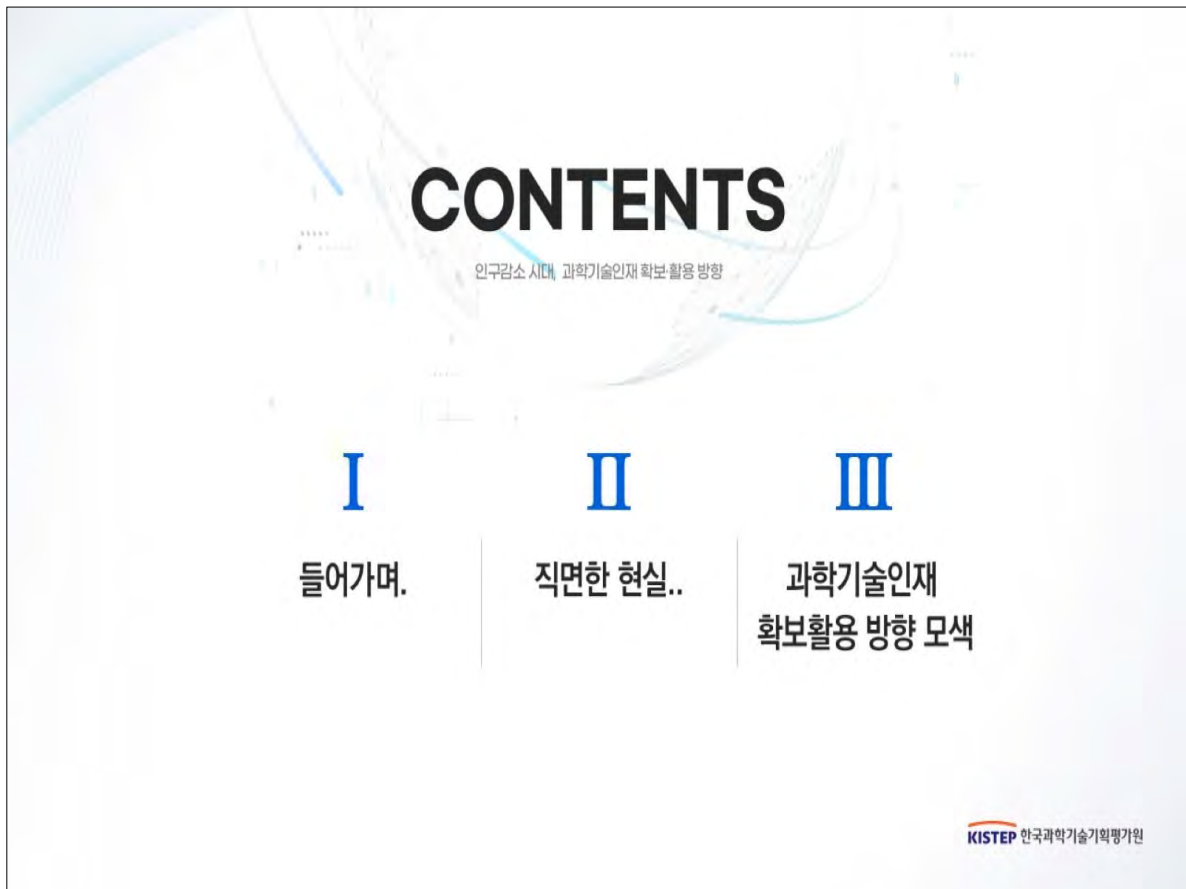 CONTENTS
인구감소 시대, 과학기술인재 확보·활용 방향
I
들어가며.
II
직면한 현실..
III
과학기술인재
확보활용 방향 모색
KISTEP 한국과학기술기획평가원